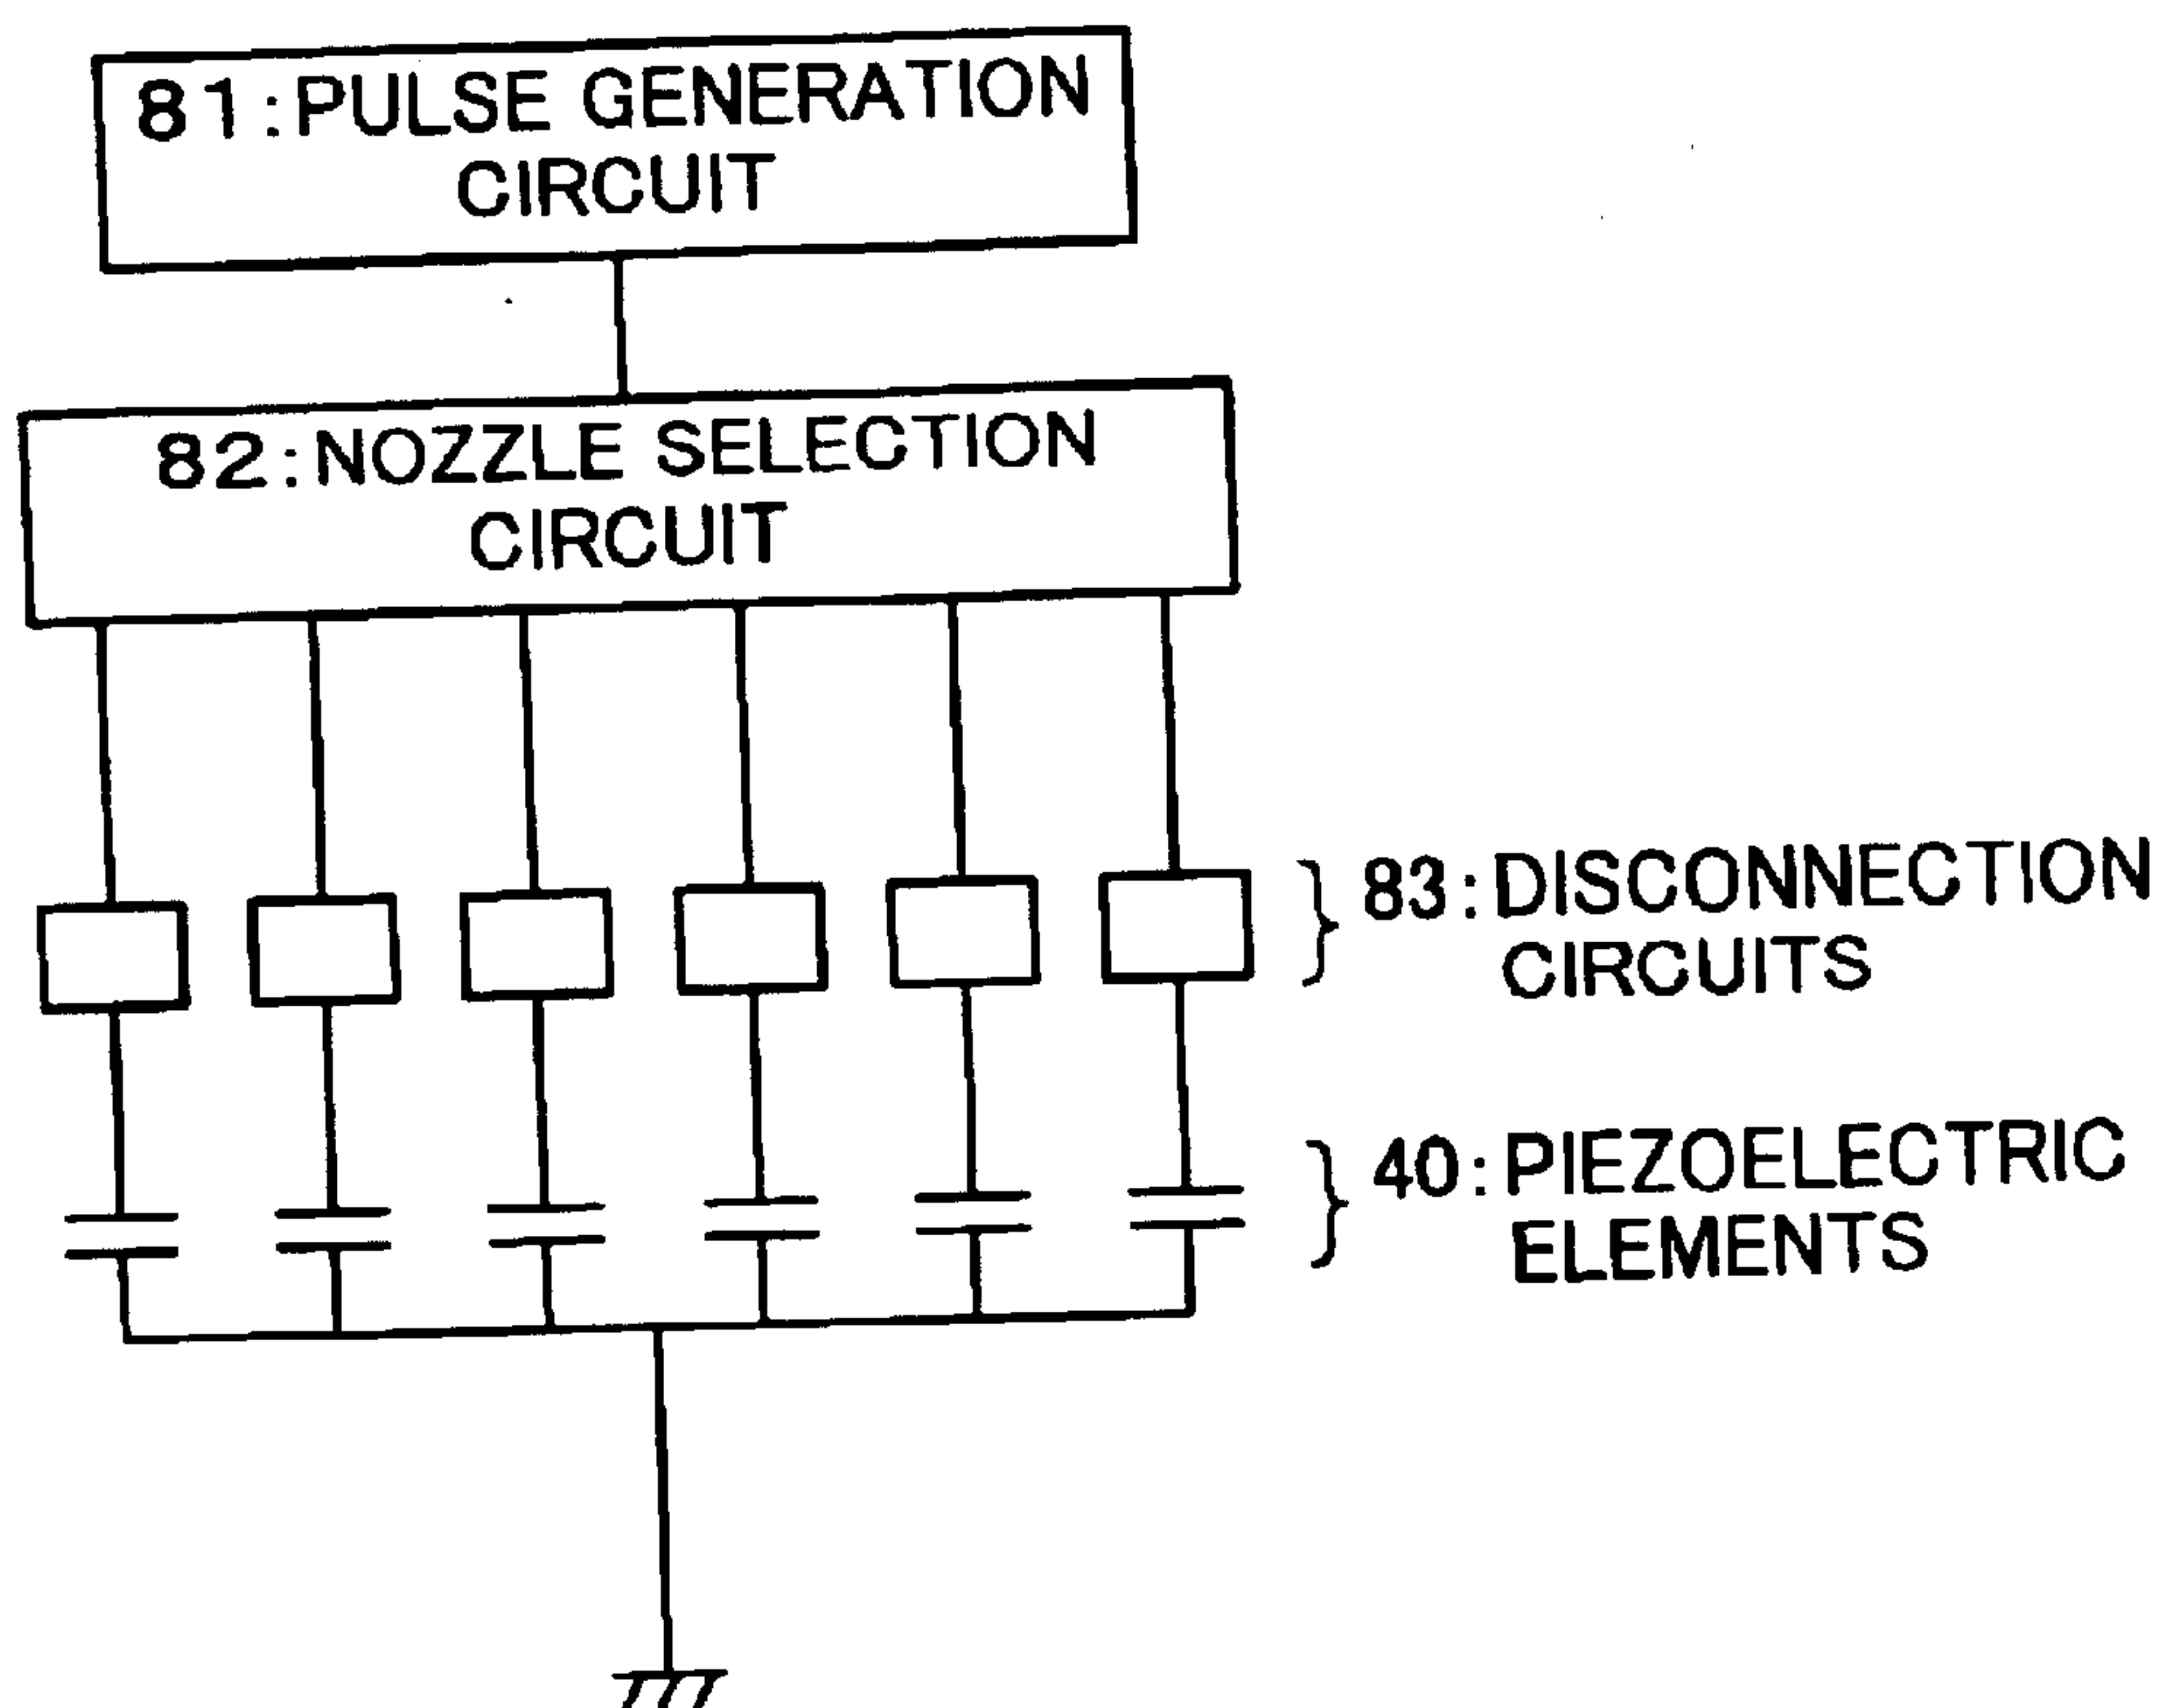 81:PULSE GENERATION
CIRCUIT
82:NOZZLE SELECTION
CIRCUIT
83:DISCONNECTION
CIRCUITS
40:PIEZOELECTRIC
ELEMENTS